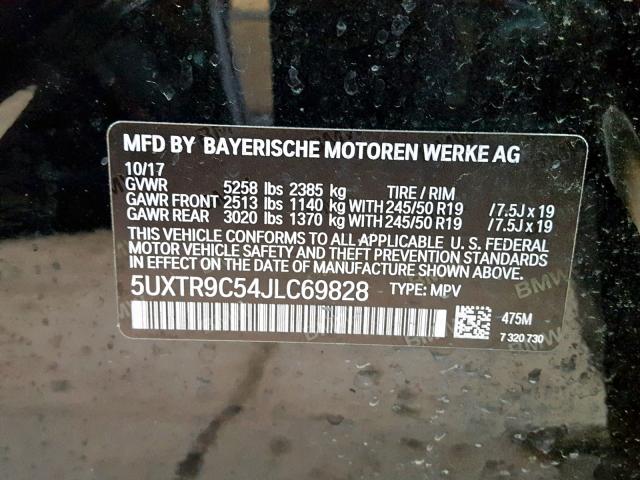 MFD BY BAYERISCHE MOTOREN WERKE AG
10/17
GVWR 5258 lbs 2385 kg TIRE / RIM
GAWR FRONT 2513 lbs 1140 kg WITH 245/50 R19 / 7.5J x 19
GAWR REAR 3020 lbs 1370 kg WITH 245/50 R19 / 7.5J x 19
THIS VEHICLE CONFORMS TO ALL APPLICABLE U. S. FEDERAL
MOTOR VEHICLE SAFETY AND THEFT PREVENTION STANDARDS
IN EFFECT ON THE DATE OF MANUFACTURE SHOWN ABOVE.
5UXTR9C54JLC69828 TYPE: MPV
475M
7 320 730